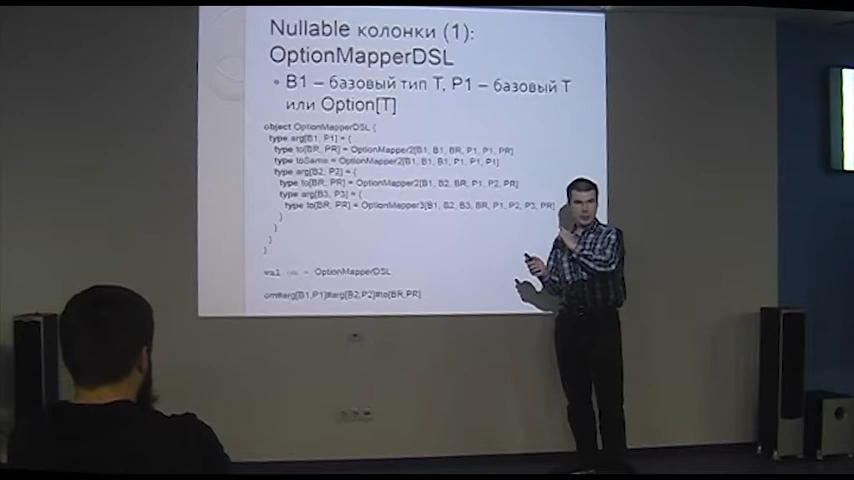 Nullable колонки (1):
OptionMapperDSL
• B1 – базовый тип T, P1 – базовый T
или Option[T]
object OptionMapperDSL {
type arg[B1, P1] = {
type to[BR, PR] = OptionMapper2[B1, B1, BR, P1, P1, PR]
type toSame = OptionMapper2[B1, B1, B1, P1, P1, P1]
type arg[B2, P2] = {
type to[BR, PR] = OptionMapper2[B1, B2, BR, P1, P2, PR]
type arg[B3, P3] = {
type to[BR, PR] = OptionMapper3[B1, B2, B3, BR, P1, P2, P3, PR]
}
}
}
}
val om = OptionMapperDSL
om#arg[B1,P1]#arg[B2,P2]#to[BR,PR]